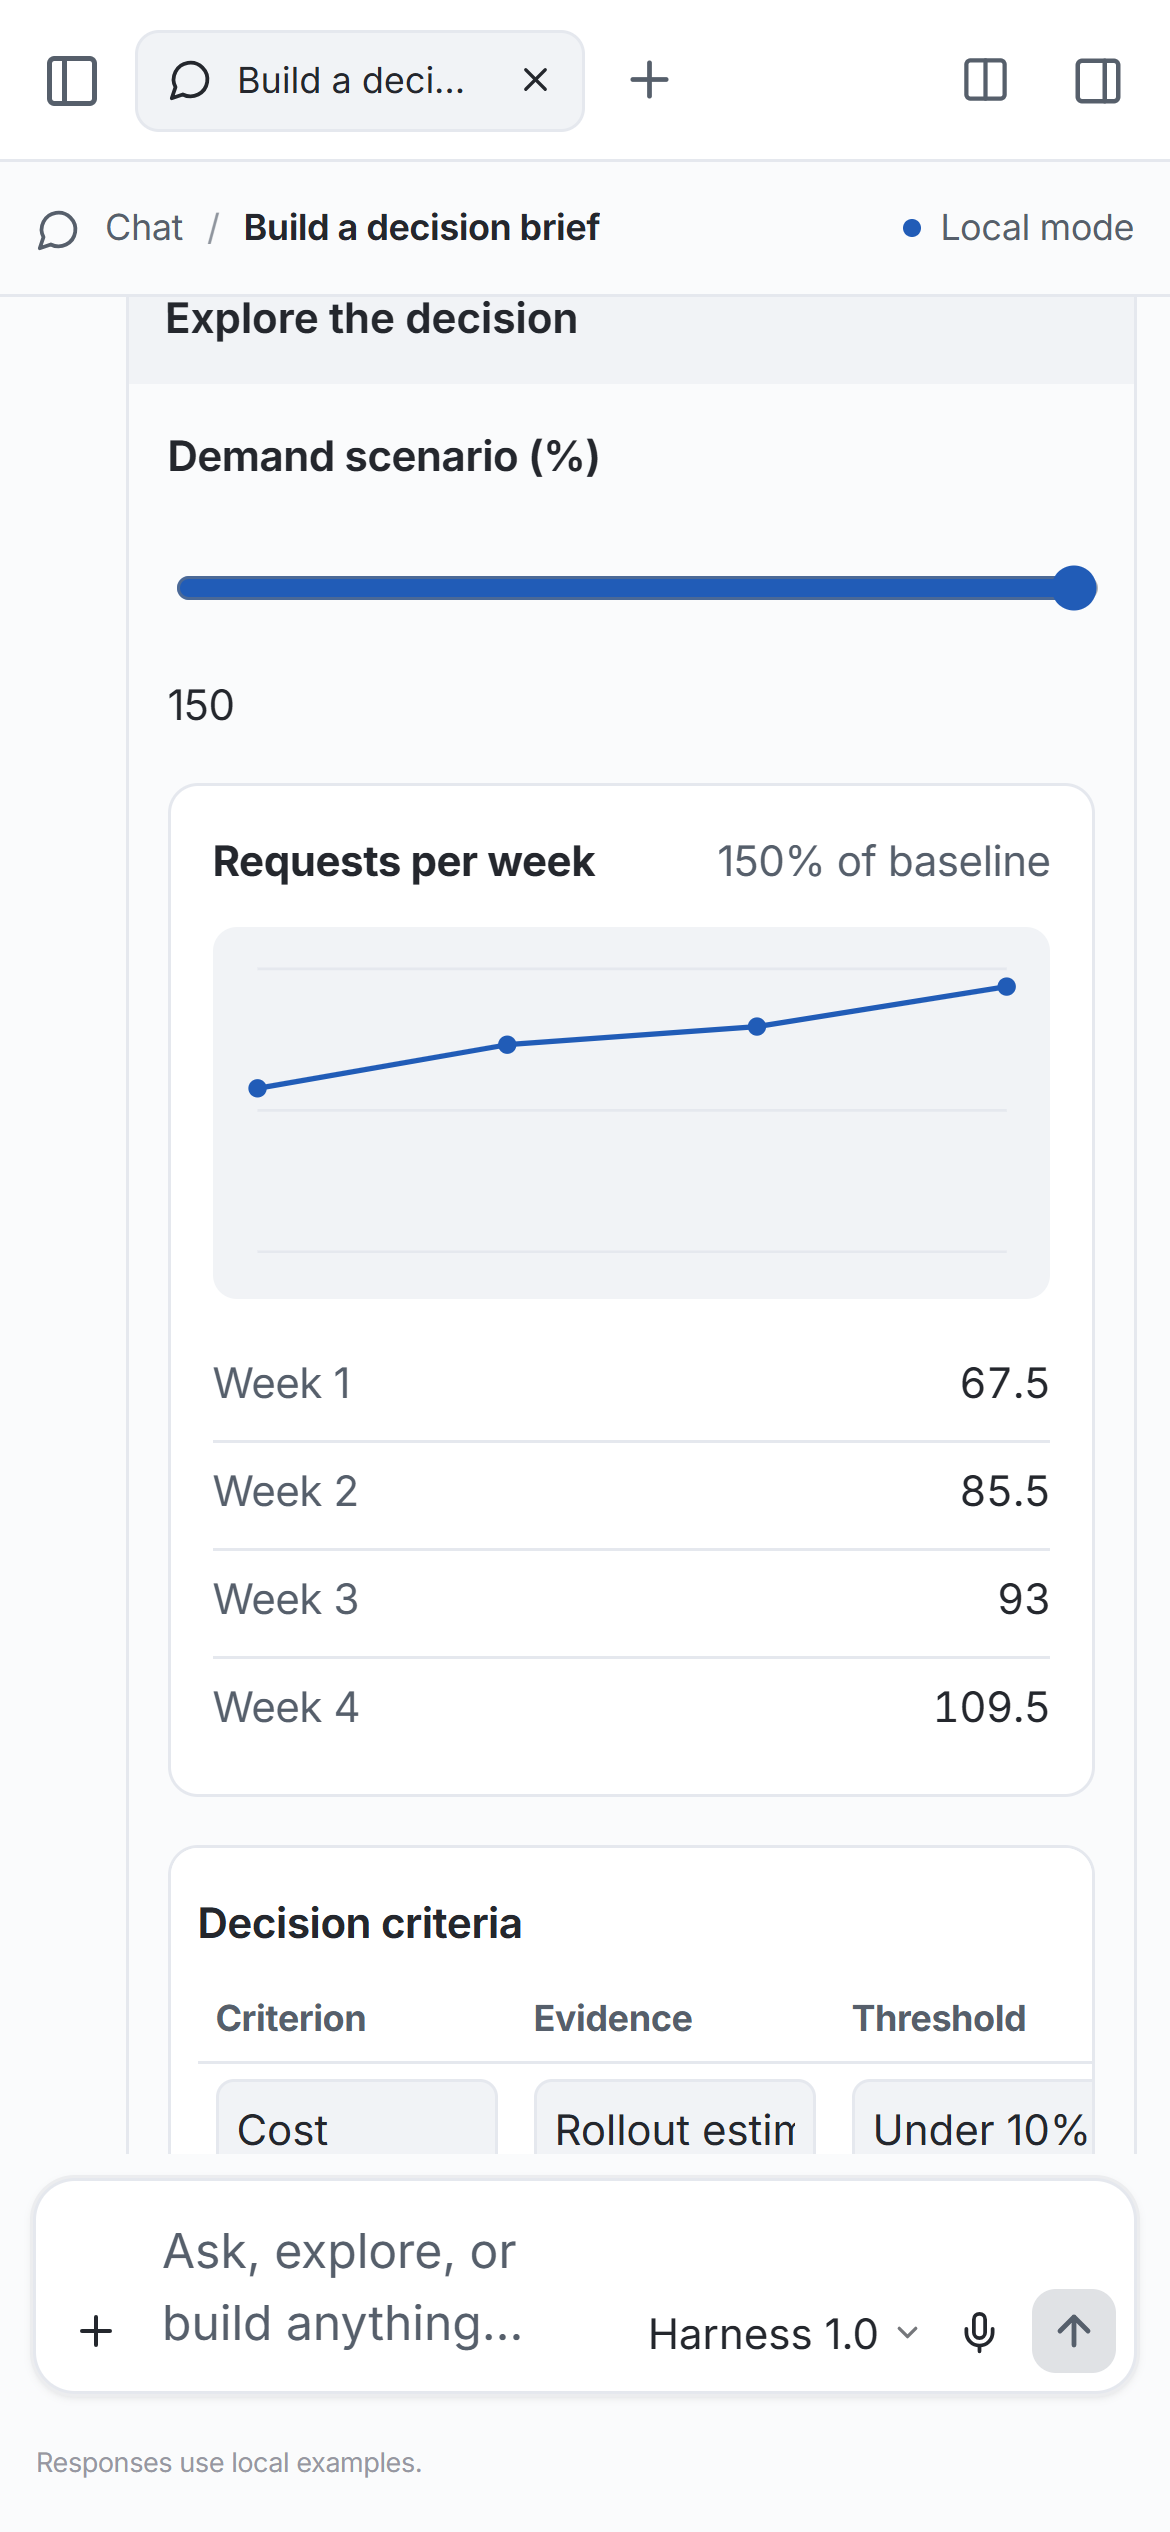 Build a deci...
Chat / Build a decision brief
Local mode
Explore the decision
Demand scenario (%)
150
Requests per week
150% of baseline
Week 1 67.5
Week 2 85.5
Week 3 93
Week 4 109.5
Decision criteria
Criterion Evidence Threshold
Cost Rollout estim Under 10%
Ask, explore, or
build anything...
Harness 1.0
Responses use local examples.